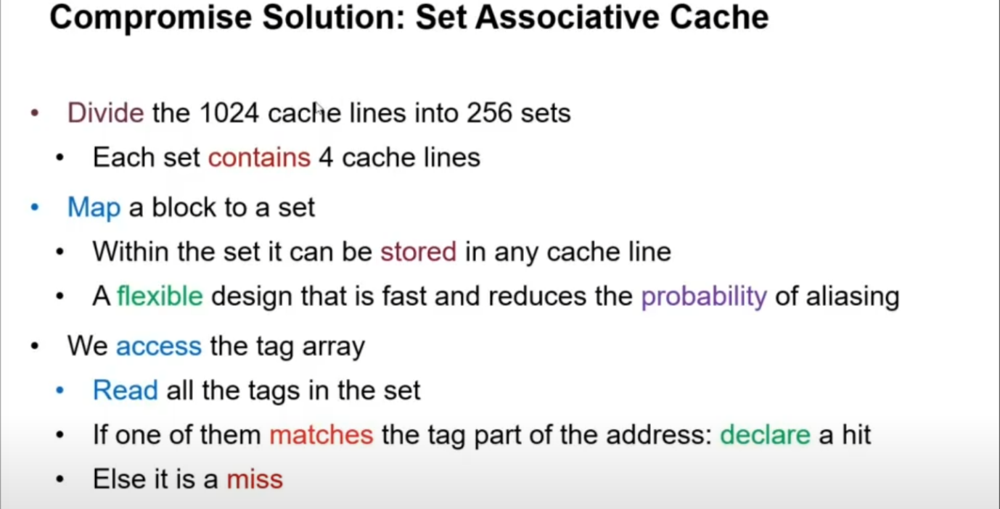 Compromise Solution: Set Associative Cache
• Divide the 1024 cache lines into 256 sets
• Each set contains 4 cache lines
• Map a block to a set
• Within the set it can be stored in any cache line
• A flexible design that is fast and reduces the probability of aliasing
• We access the tag array
• Read all the tags in the set
• If one of them matches the tag part of the address: declare a hit
• Else it is a miss